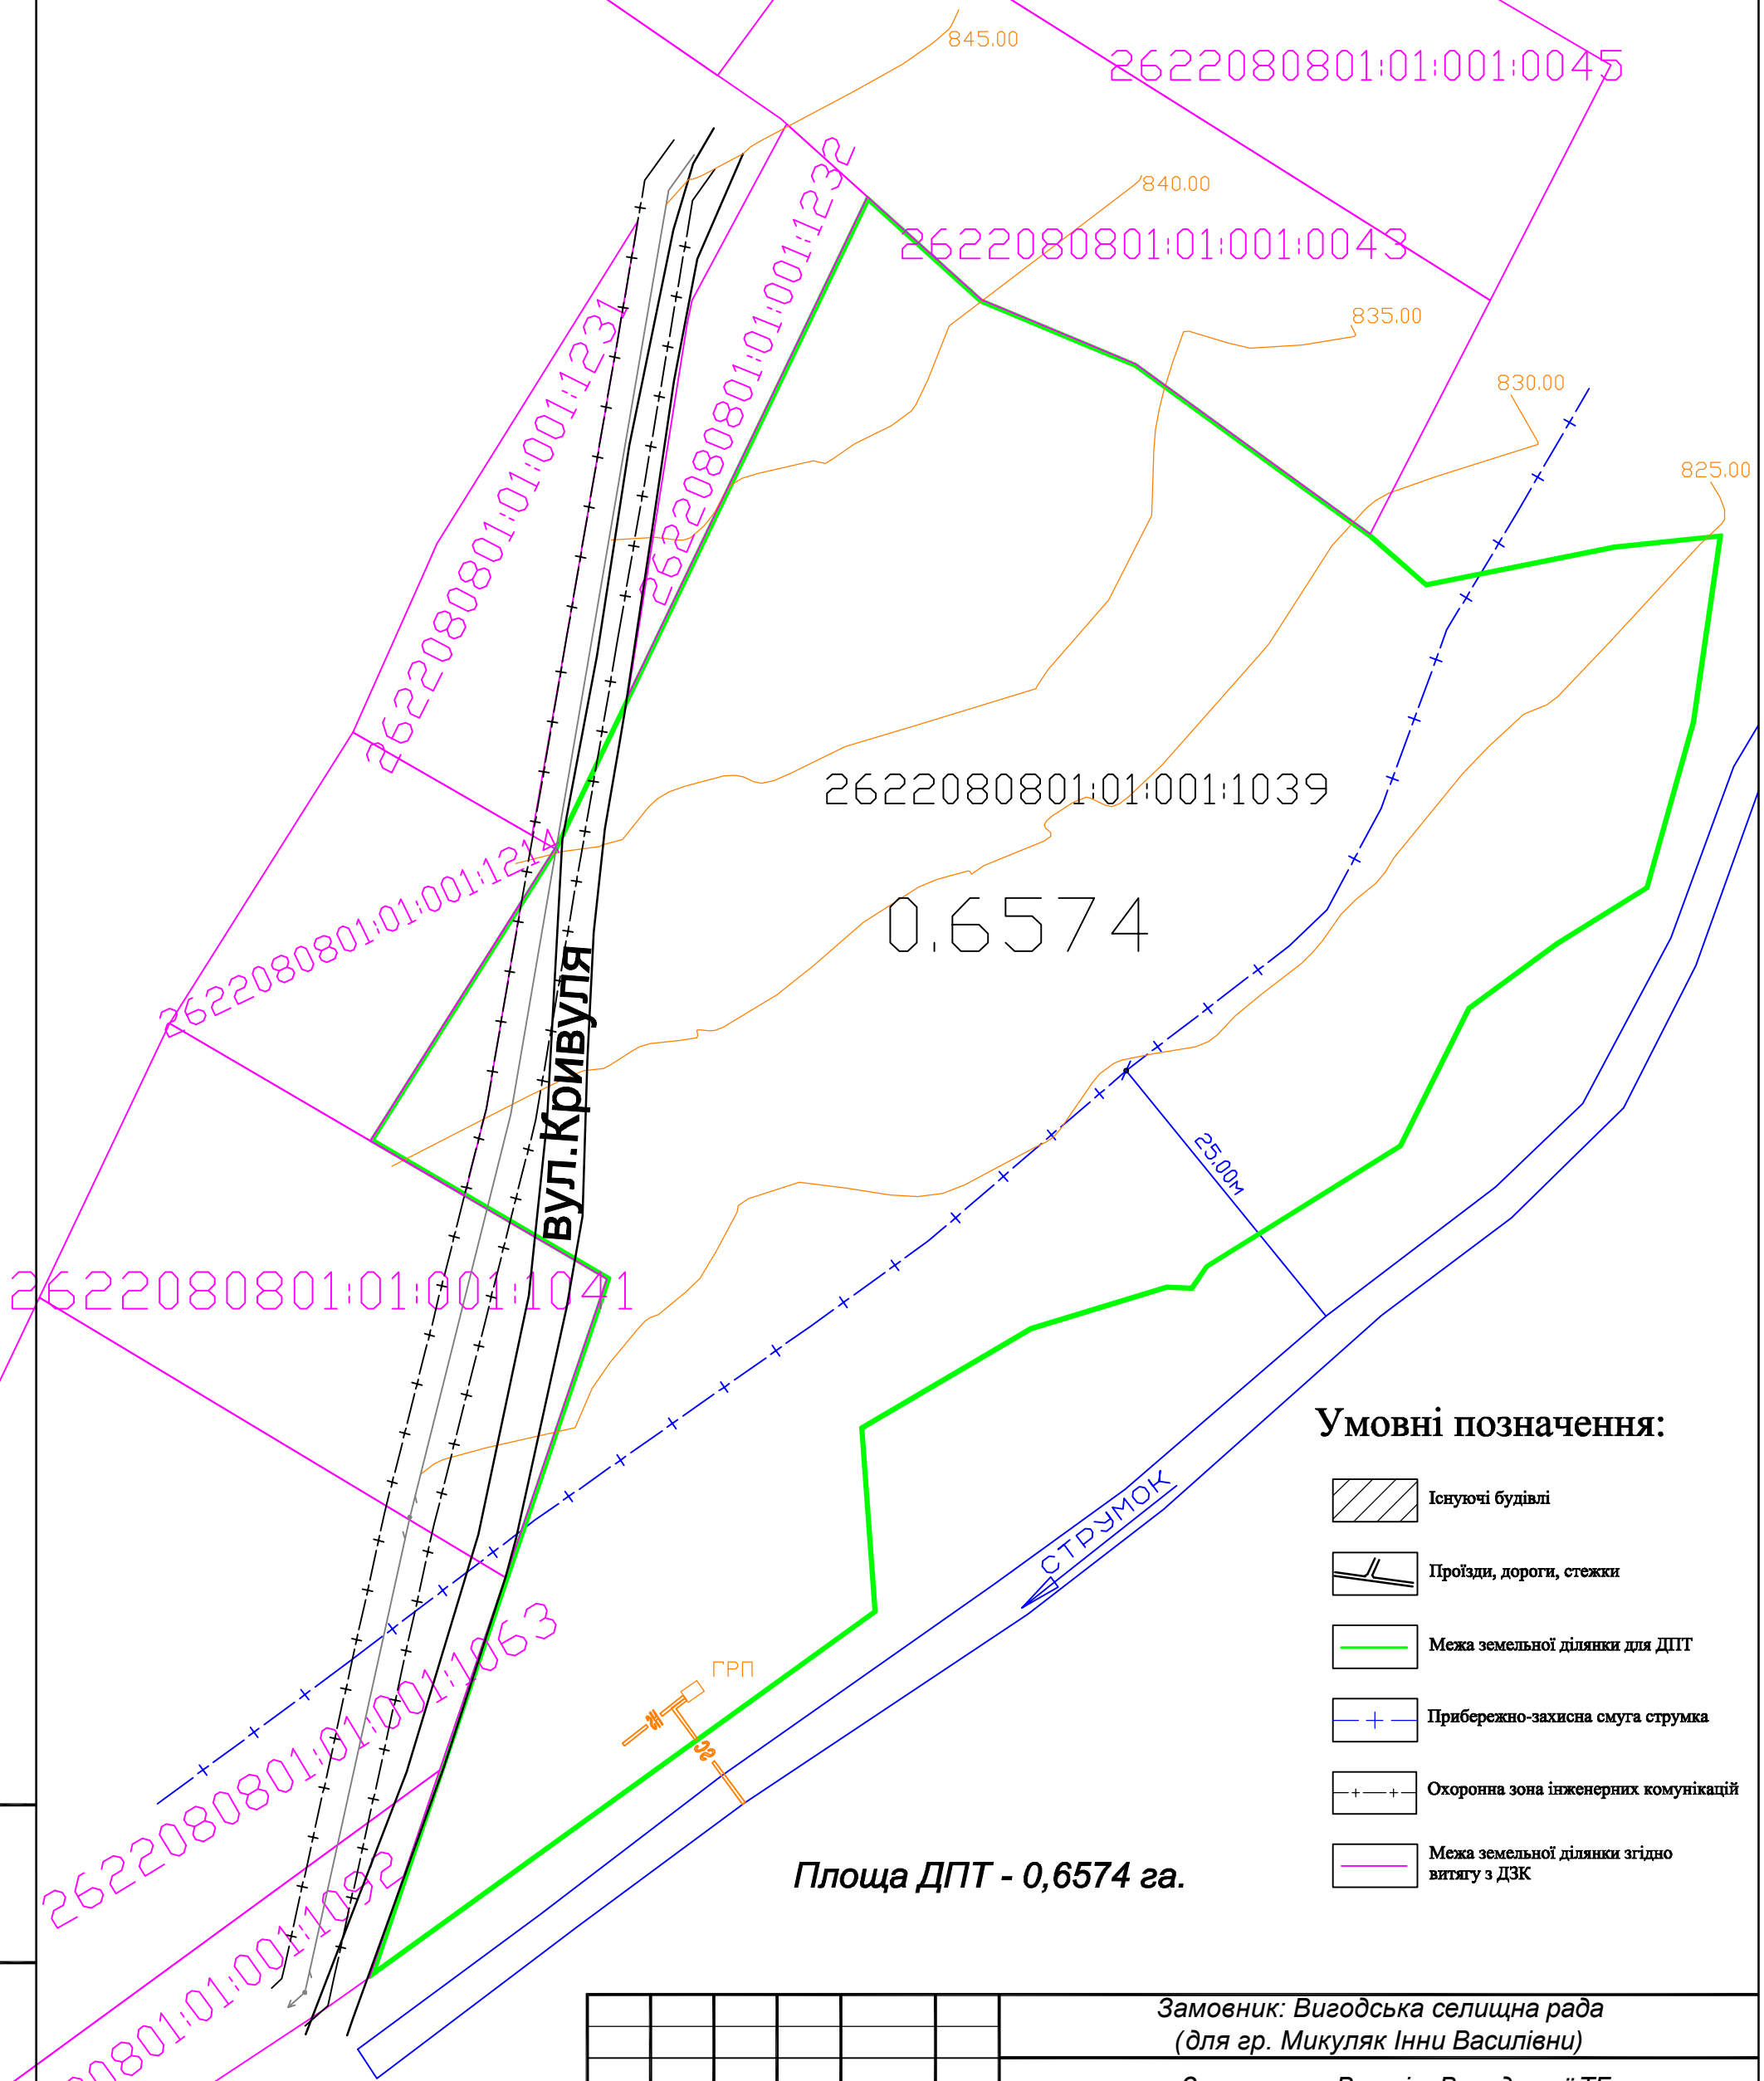 845.00
2622080801:01:001:0045
840.00
2622080801:01:001:1232
2622080801:01:001:0043
835.00
2622080801:01:001:1231
830.00
825.00
2622080801:01:001:1039
2622080801:01:001:1214
0.6574
вул.Кривуля
25,00м
2622080801:01:001:1041
Умовні позначення:
Існуючі будівлі
СТРУМОК
Проїзди, дороги, стежки
2622080801:01:001:1063
Межа земельної ділянки для ДПТ
ГРП
Прибережно-захисна смуга струмка
Охоронна зона інженерних комунікацій
Межа земельної ділянки згідно
витягу з ДЗК
Площа ДПТ - 0,6574 га.
0801:01:001:1092
Замовник: Вигодська селищна рада
(для гр. Микуляк Інни Василівни)